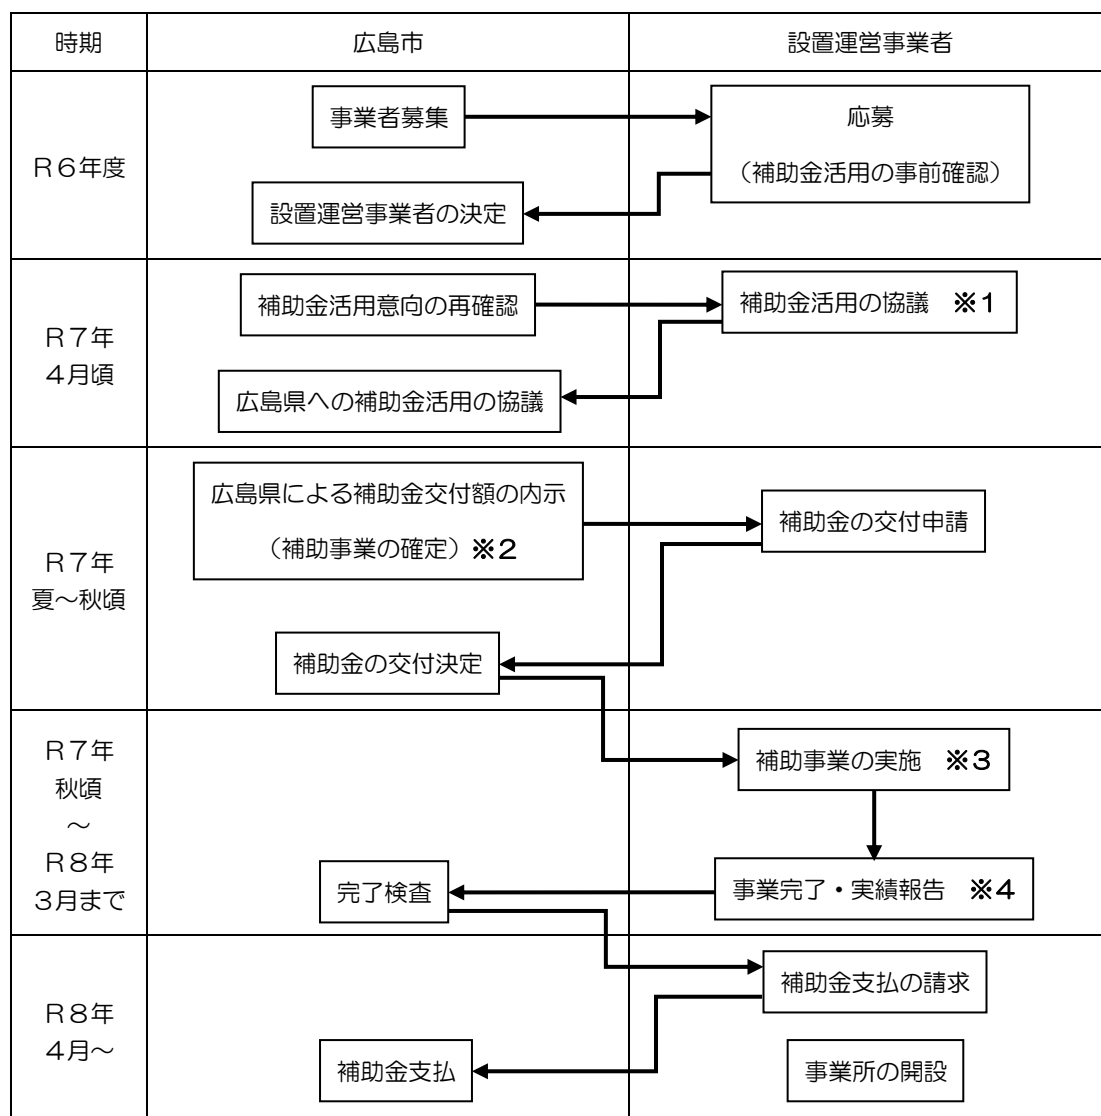 時期
広島市
設置運営事業者
R6年度
事業者募集
応募
（補助金活用の事前確認）
設置運営事業者の決定
R7年
4月頃
補助金活用意向の再確認
補助金活用の協議　※1
広島県への補助金活用の協議
R7年
夏～秋頃
広島県による補助金交付額の内示
（補助事業の確定）※2
補助金の交付申請
補助金の交付決定
R7年
秋頃
～
R8年
3月まで
補助事業の実施　※3
完了検査
事業完了・実績報告　※4
R8年
4月～
補助金支払の請求
補助金支払
事業所の開設